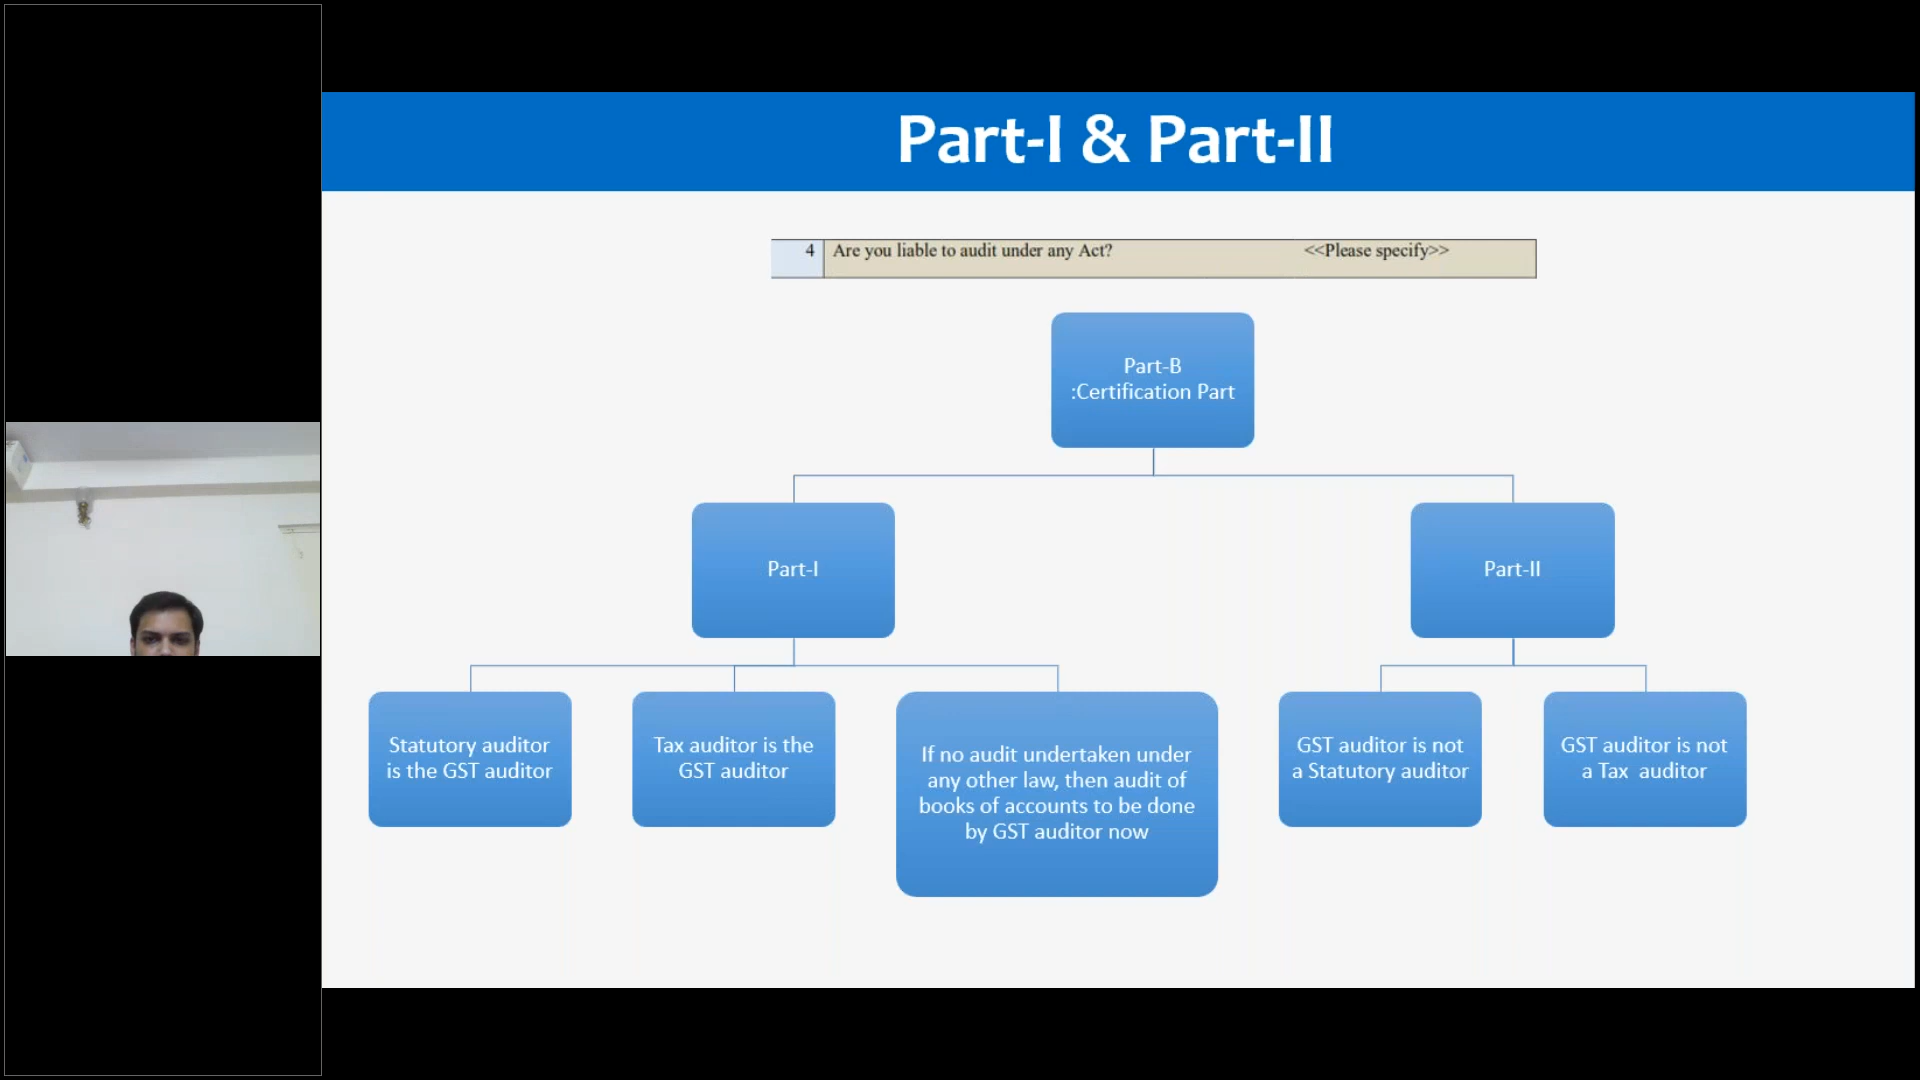 Part-I & Part-II
4 Are you liable to audit under any Act? <<Please specify>>
Part-B
:Certification Part
Part-I
Part-II
Statutory auditor
is the GST auditor
Tax auditor is the
GST auditor
If no audit undertaken under
any other law, then audit of
books of accounts to be done
by GST auditor now
GST auditor is not
a Statutory auditor
GST auditor is not
a Tax auditor